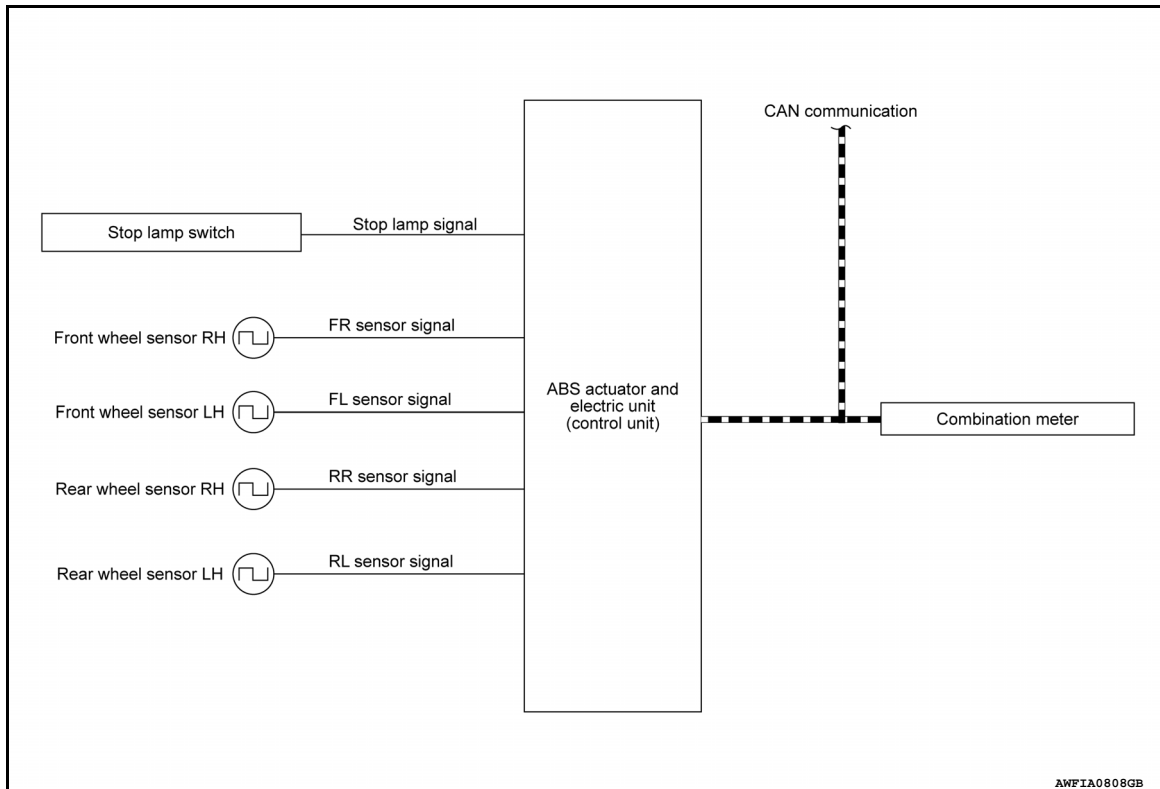 CAN communication
Stop lamp switch
Stop lamp signal
Front wheel sensor RH
FR sensor signal
Front wheel sensor LH
FL sensor signal
ABS actuator and
electric unit
(control unit)
Combination meter
Rear wheel sensor RH
RR sensor signal
Rear wheel sensor LH
RL sensor signal
AWFIA0808GB